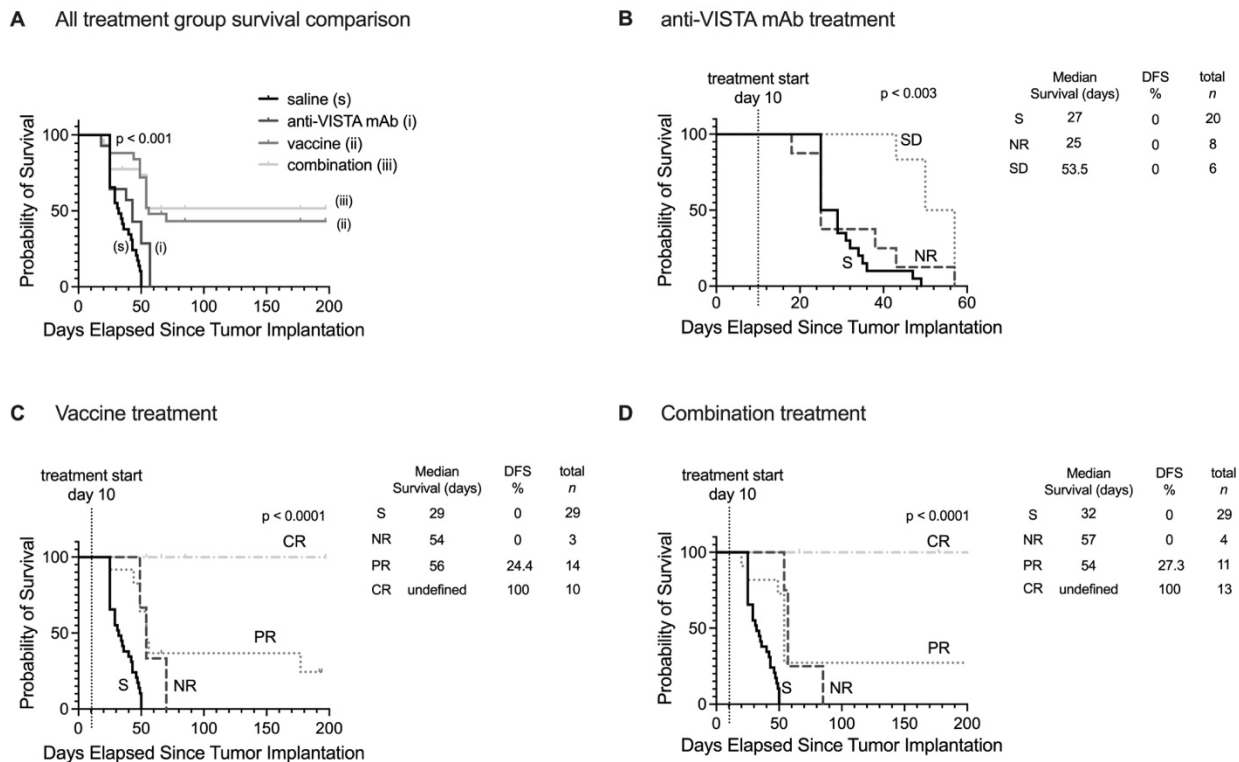 A All treatment group survival comparison
saline (s)
anti-VISTA mAb (i)
vaccine (ii)
combination (iii)
p < 0.001
100
50
0
(iii)
(ii)
(s)
(i)
0 50 100 150 200
Probability of Survival
Days Elapsed Since Tumor Implantation
B anti-VISTA mAb treatment
treatment start
day 10
p < 0.003
100
50
0
SD
S
NR
0 20 40 60
Probability of Survival
Days Elapsed Since Tumor Implantation
Median DFS total
Survival (days) % n
S 27 0 20
NR 25 0 8
SD 53.5 0 6
C Vaccine treatment
treatment start
day 10
p < 0.0001
CR
100
50
0
PR
S
NR
0 50 100 150 200
Probability of Survival
Days Elapsed Since Tumor Implantation
Median DFS total
Survival (days) % n
S 29 0 29
NR 54 0 3
PR 56 24.4 14
CR undefined 100 10
D Combination treatment
treatment start
day 10
p < 0.0001
CR
100
50
0
PR
S
NR
0 50 100 150 200
Probability of Survival
Days Elapsed Since Tumor Implantation
Median DFS total
Survival (days) % n
S 32 0 29
NR 57 0 4
PR 54 27.3 11
CR undefined 100 13